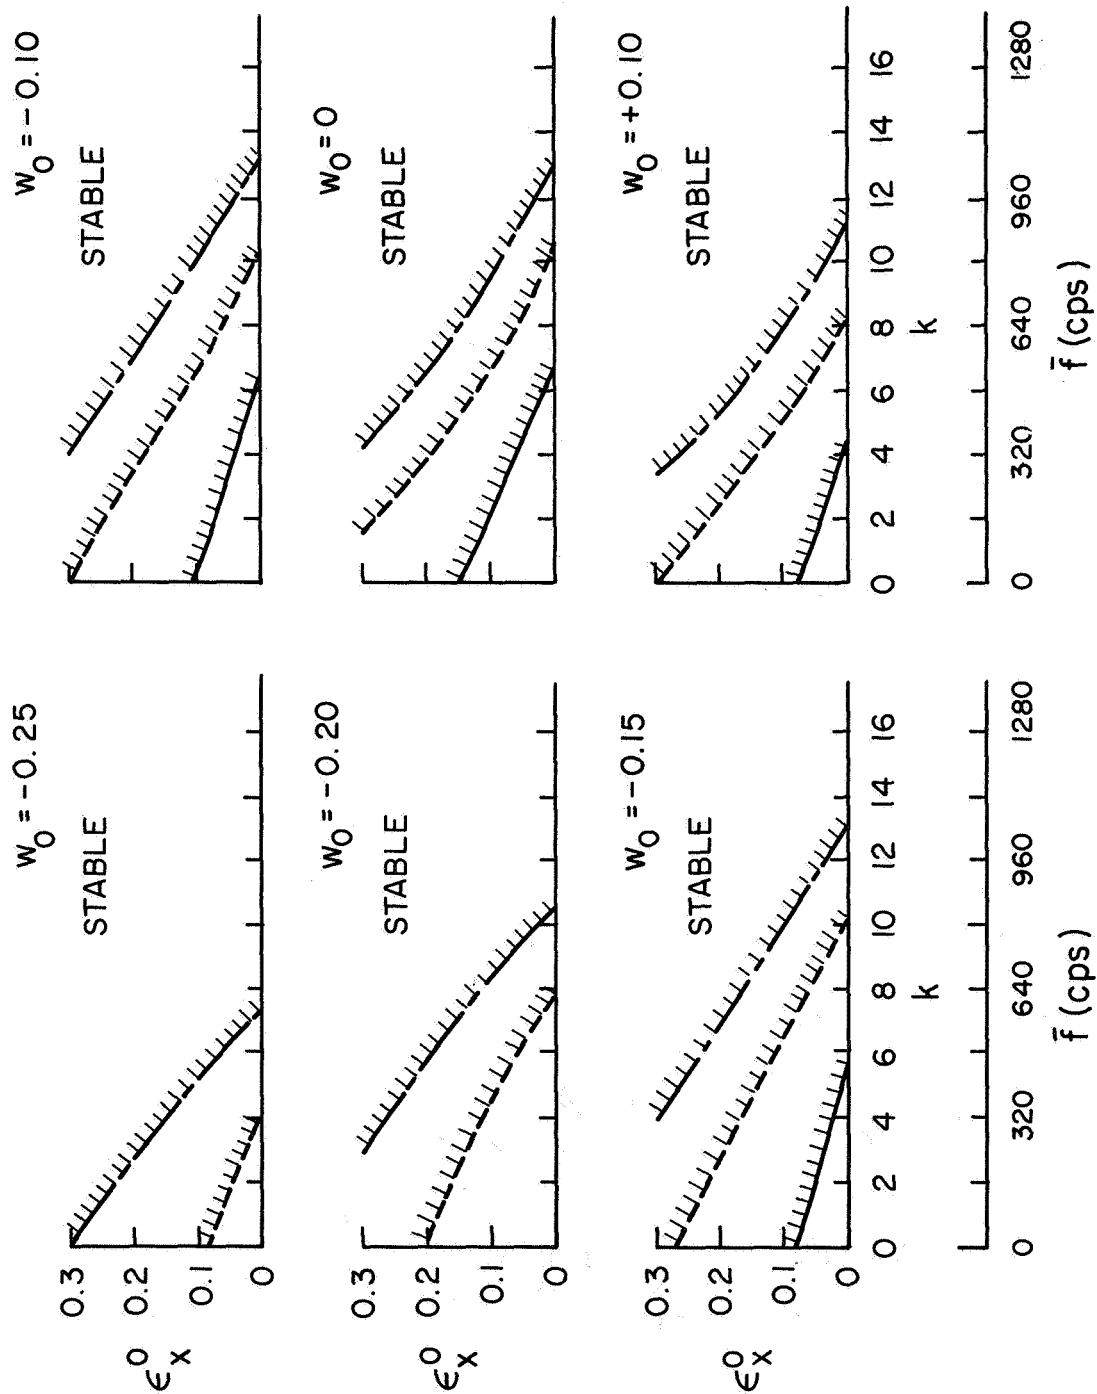 W₀ = −0.25
STABLE
ϵₓ⁰
0.3
0.2
0.1
0
W₀ = −0.10
STABLE
W₀ = −0.20
STABLE
0.3
0.2
0.1
0
W₀ = 0
STABLE
W₀ = −0.15
STABLE
ϵₓ⁰
0.3
0.2
0.1
0
0 2 4 6 8 10 12 14 16
k
0 320 640 960 1280
f̄ (cps)
W₀ = +0.10
STABLE
0 2 4 6 8 10 12 14 16
k
0 320 640 960 1280
f̄ (cps)